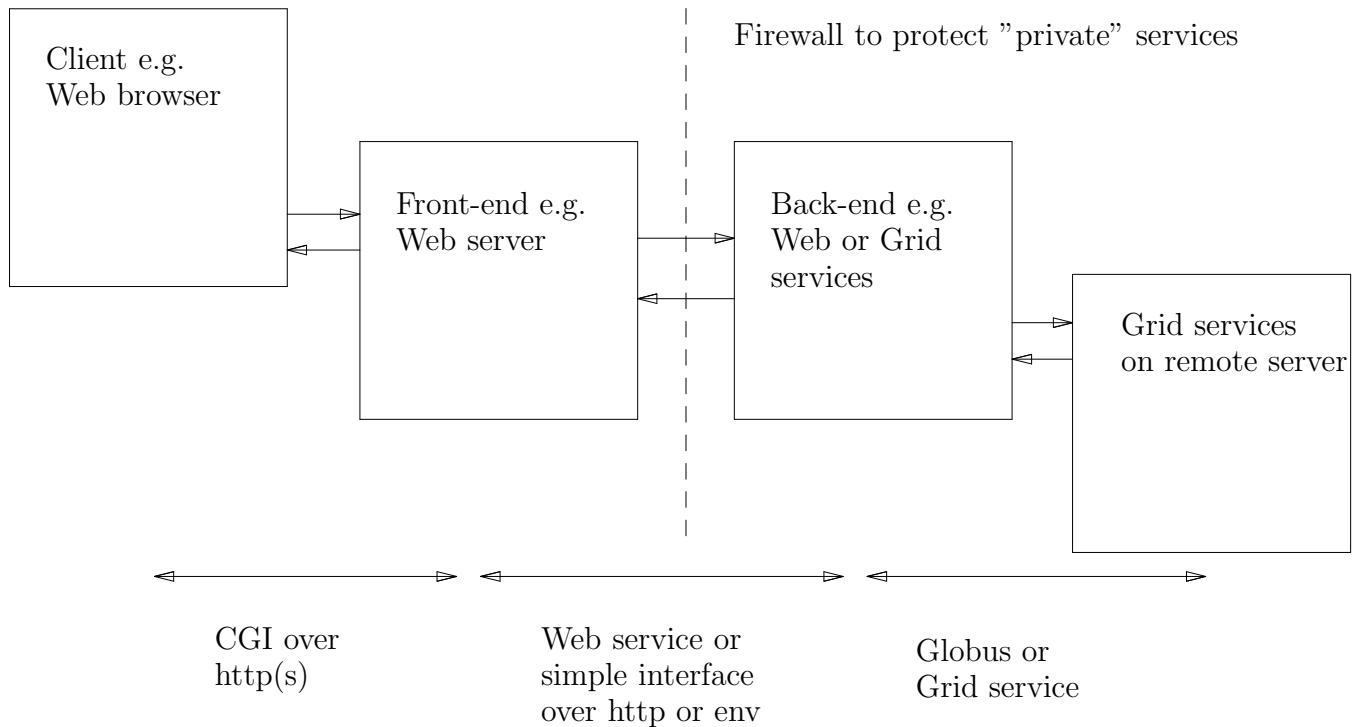 Client e.g.
Web browser
Firewall to protect ”private” services
Front-end e.g.
Web server
Back-end e.g.
Web or Grid
services
Grid services
on remote server
CGI over
http(s)
Web service or
simple interface
over http or env
Globus or
Grid service